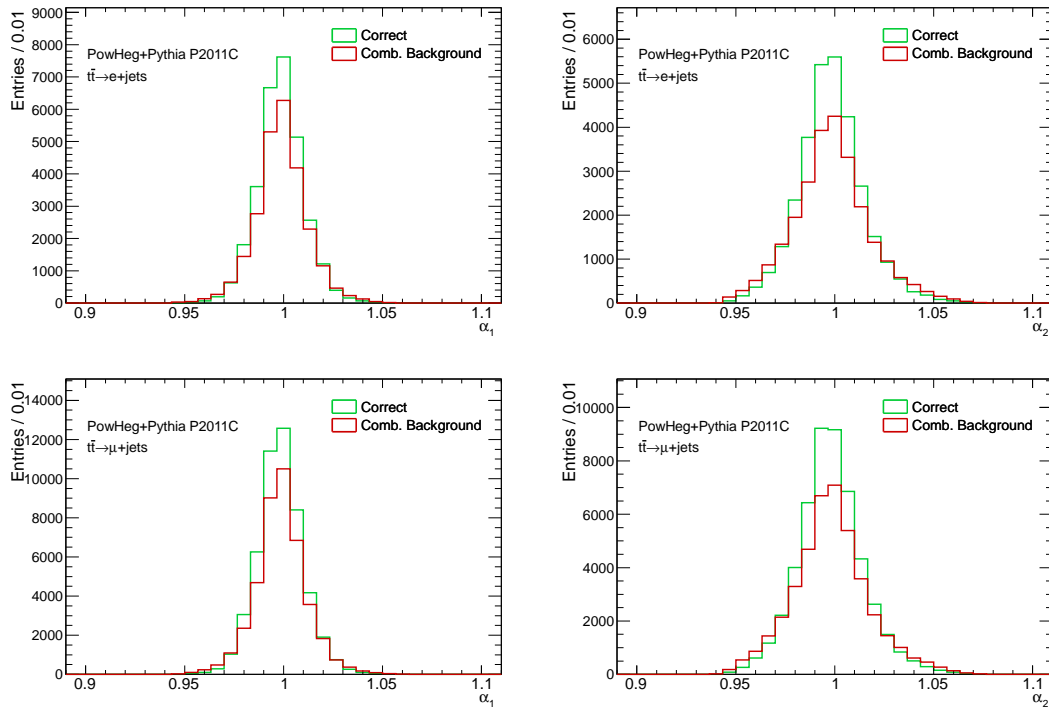 Entries / 0.01
9000
8000
7000
6000
5000
4000
3000
2000
1000
0
PowHeg+Pythia P2011C
tt̄→e+jets
Correct
Comb. Background
0.9 0.95 1 1.05 1.1
α₁
Entries / 0.01
6000
5000
4000
3000
2000
1000
0
PowHeg+Pythia P2011C
tt̄→e+jets
Correct
Comb. Background
0.9 0.95 1 1.05 1.1
α₂
Entries / 0.01
14000
12000
10000
8000
6000
4000
2000
0
PowHeg+Pythia P2011C
tt̄→μ+jets
Correct
Comb. Background
0.9 0.95 1 1.05 1.1
α₁
Entries / 0.01
10000
8000
6000
4000
2000
0
PowHeg+Pythia P2011C
tt̄→μ+jets
Correct
Comb. Background
0.9 0.95 1 1.05 1.1
α₂